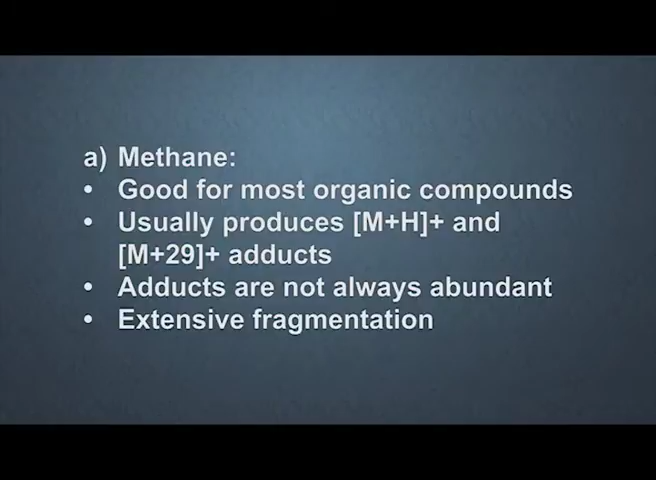 a) Methane:
• Good for most organic compounds
• Usually produces [M+H]+ and
[M+29]+ adducts
• Adducts are not always abundant
• Extensive fragmentation